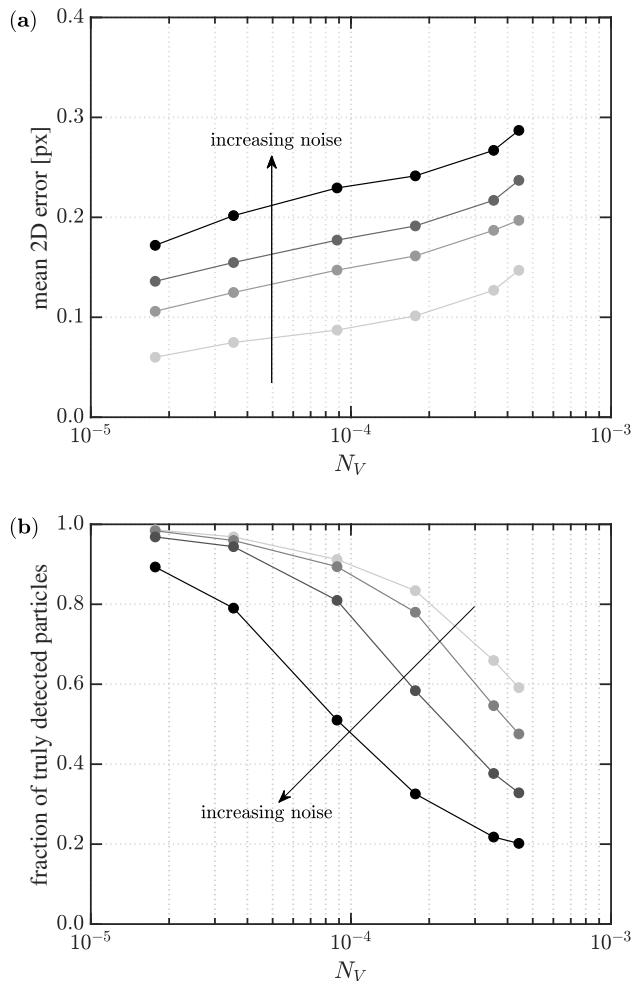 (a)
0.4
0.3
0.2
0.1
0.0
mean 2D error [px]
increasing noise
10⁻⁵
10⁻⁴
10⁻³
N_V
(b)
1.0
0.8
0.6
0.4
0.2
0.0
fraction of truly detected particles
increasing noise
10⁻⁵
10⁻⁴
10⁻³
N_V